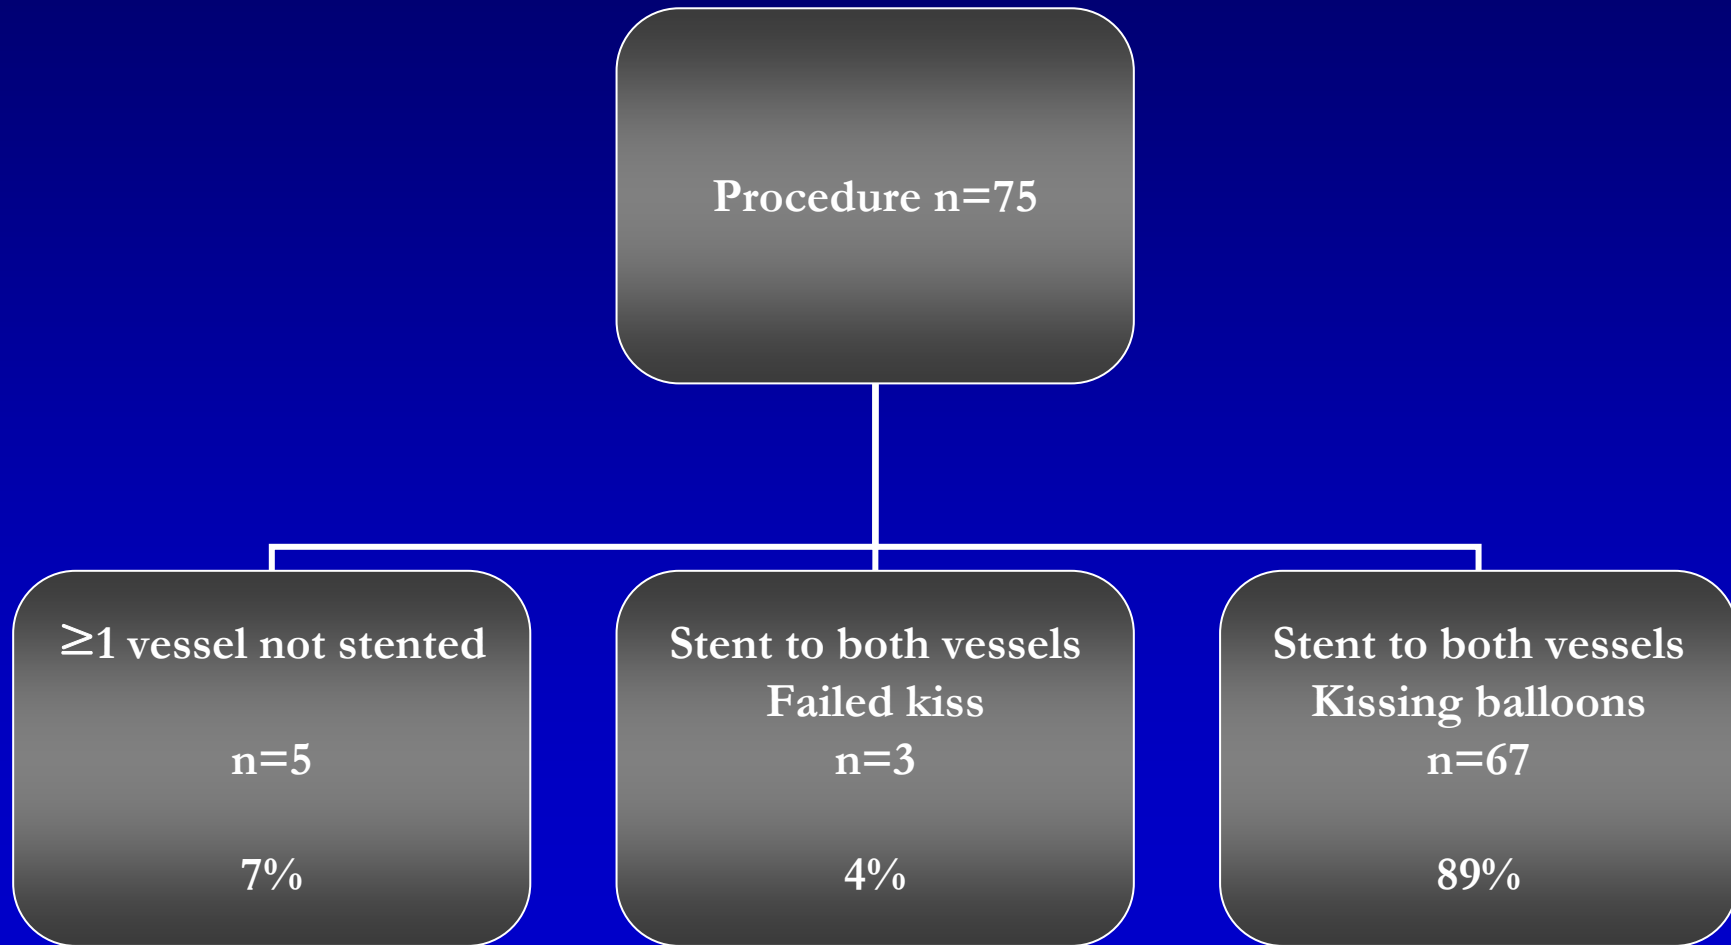 Procedure n=75
≥1 vessel not stented
n=5
7%
Stent to both vessels
Failed kiss
n=3
4%
Stent to both vessels
Kissing balloons
n=67
89%